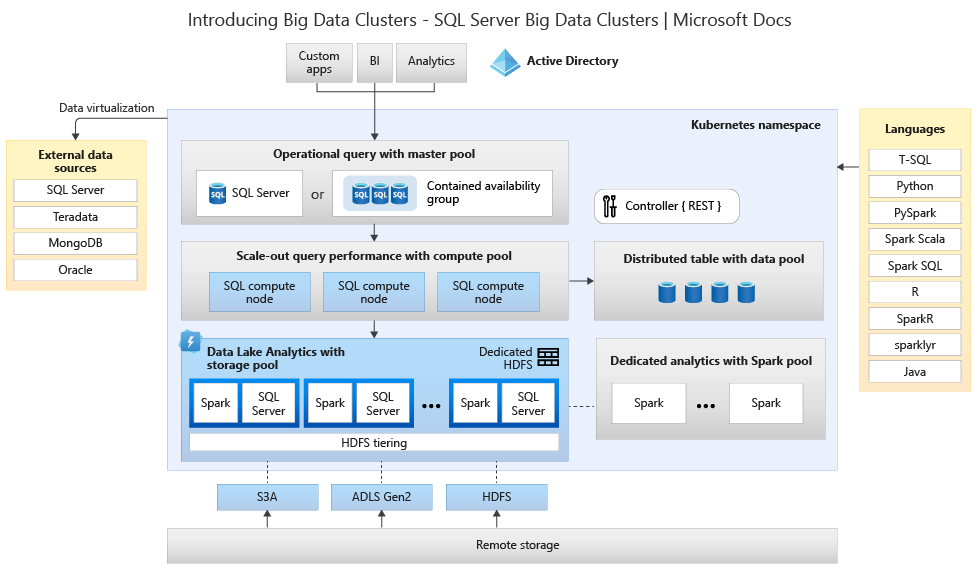 Introducing Big Data Clusters - SQL Server Big Data Clusters | Microsoft Docs
Custom
apps
BI
Analytics
Active Directory
Data virtualization
External data
sources
SQL Server
Teradata
MongoDB
Oracle
Kubernetes namespace
Operational query with master pool
SQL
SQL Server
or
SQL SQL SQL
Contained availability
group
Controller { REST }
Scale-out query performance with compute pool
SQL compute
node
SQL compute
node
SQL compute
node
Distributed table with data pool
Data Lake Analytics with
storage pool
Dedicated
HDFS
Spark
SQL
Server
Spark
SQL
Server
•••
Spark
SQL
Server
HDFS tiering
Dedicated analytics with Spark pool
Spark
•••
Spark
Languages
T-SQL
Python
PySpark
Spark Scala
Spark SQL
R
SparkR
sparklyr
Java
S3A
ADLS Gen2
HDFS
Remote storage